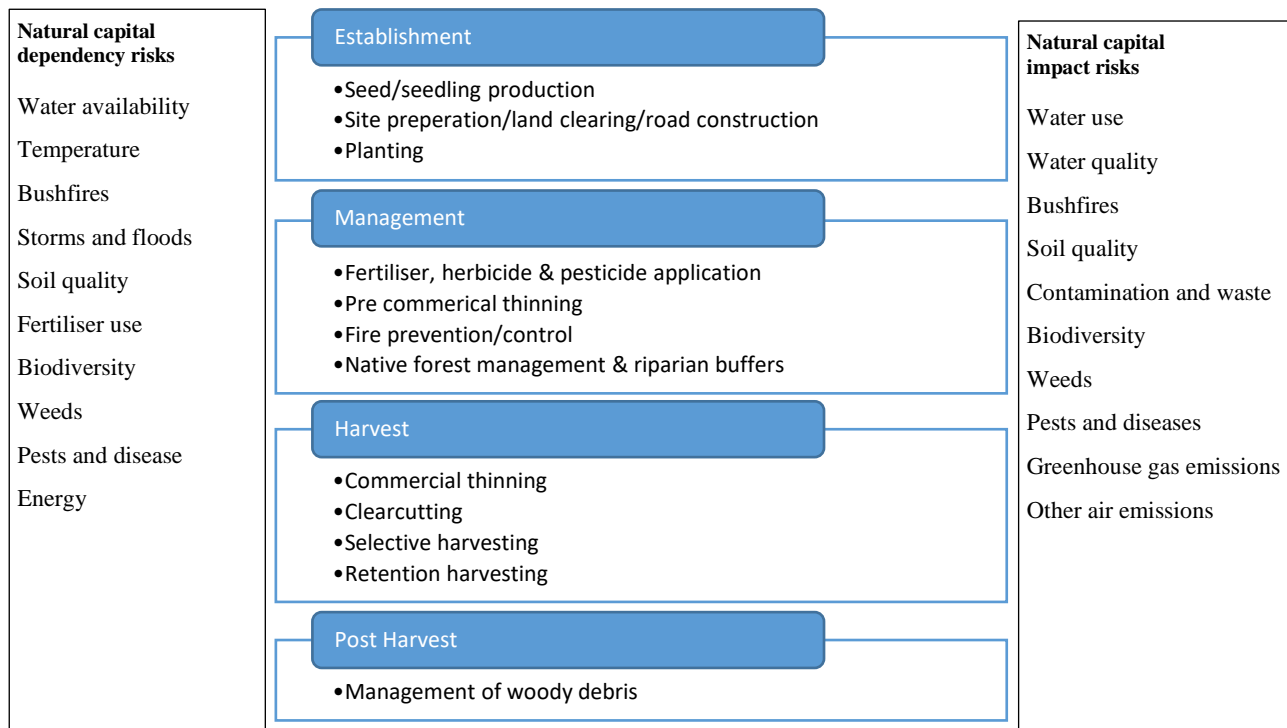 Natural capital
dependency risks
Water availability
Temperature
Bushfires
Storms and floods
Soil quality
Fertiliser use
Biodiversity
Weeds
Pests and disease
Energy
Establishment
•Seed/seedling production
•Site preperation/land clearing/road construction
•Planting
Management
•Fertiliser, herbicide & pesticide application
•Pre commerical thinning
•Fire prevention/control
•Native forest management & riparian buffers
Harvest
•Commercial thinning
•Clearcutting
•Selective harvesting
•Retention harvesting
Post Harvest
•Management of woody debris
Natural capital
impact risks
Water use
Water quality
Bushfires
Soil quality
Contamination and waste
Biodiversity
Weeds
Pests and diseases
Greenhouse gas emissions
Other air emissions